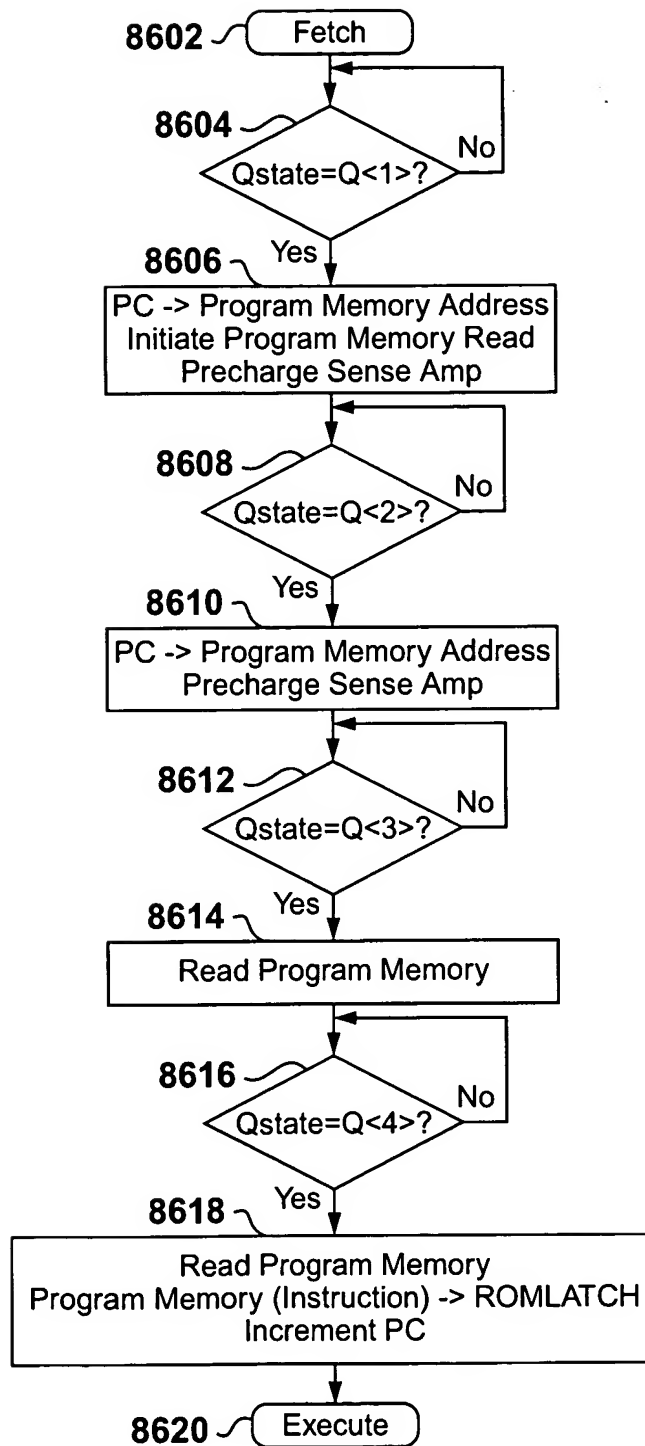 8602 Fetch
8604
Qstate=Q<1>?
No
Yes
8606
PC -> Program Memory Address
Initiate Program Memory Read
Precharge Sense Amp
8608
Qstate=Q<2>?
No
Yes
8610
PC -> Program Memory Address
Precharge Sense Amp
8612
Qstate=Q<3>?
No
Yes
8614
Read Program Memory
8616
Qstate=Q<4>?
No
Yes
8618
Read Program Memory
Program Memory (Instruction) -> ROMLATCH
Increment PC
8620 Execute